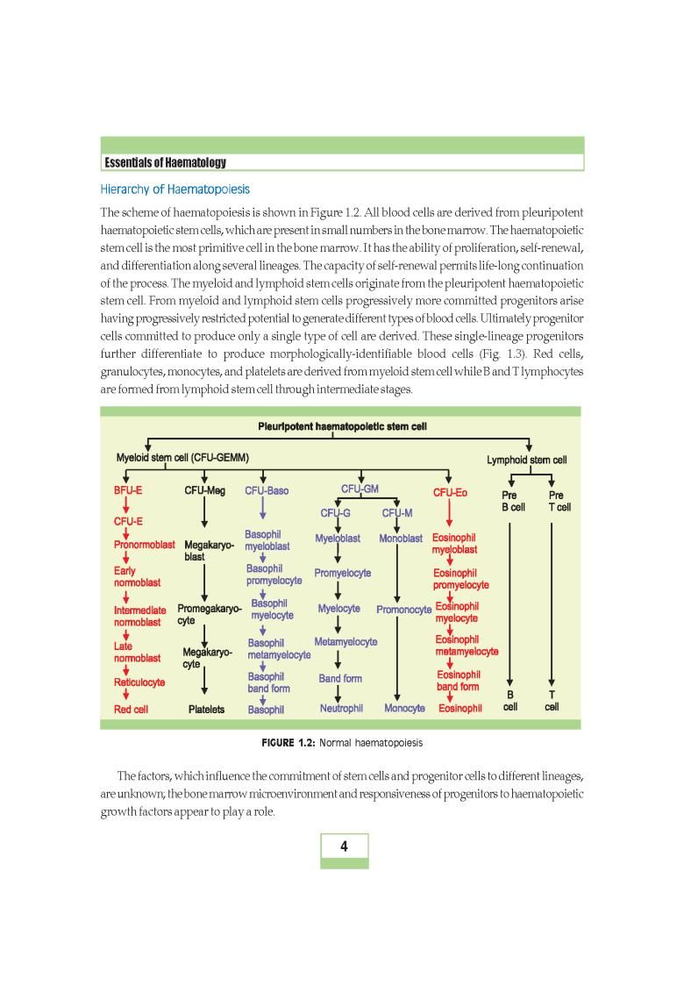 Essentials of Haematology
Hierarchy of Haematopoiesis
The scheme of haematopoiesis is shown in Figure 1.2. All blood cells are derived from pleuripotent
haematopoietic stem cells, which are present in small numbers in the bone marrow. The haematopoietic
stem cell is the most primitive cell in the bone marrow. It has the ability of proliferation, self-renewal,
and differentiation along several lineages. The capacity of self-renewal permits life-long continuation
of the process. The myeloid and lymphoid stem cells originate from the pleuripotent haematopoietic
stem cell. From myeloid and lymphoid stem cells progressively more committed progenitors arise
having progressively restricted potential to generate different types of blood cells. Ultimately progenitor
cells committed to produce only a single type of cell are derived. These single-lineage progenitors
further differentiate to produce morphologically-identifiable blood cells (Fig. 1.3). Red cells,
granulocytes, monocytes, and platelets are derived from myeloid stem cell while B and T lymphocytes
are formed from lymphoid stem cell through intermediate stages.
Pleuripotent haematopoietic stem cell
Myeloid stem cell (CFU-GEMM)
Lymphoid stem cell
BFU-E
CFU-E
Pronormoblast
Early
normoblast
Intermediate
normoblast
Late
normoblast
Reticulocyte
Red cell
CFU-Meg
Megakaryo-
blast
Promegakaryo-
cyte
Megakaryo-
cyte
Platelets
CFU-Baso
Basophil
myeloblast
Basophil
promyelocyte
Basophil
myelocyte
Basophil
metamyelocyte
Basophil
band form
Basophil
CFU-GM
CFU-G
Myeloblast
Promyelocyte
Myelocyte
Metamyelocyte
Band form
Neutrophil
CFU-M
Monoblast
Promonocyte
Monocyte
CFU-Eo
Eosinophil
myeloblast
Eosinophil
promyelocyte
Eosinophil
myelocyte
Eosinophil
metamyelocyte
Eosinophil
band form
Eosinophil
Pre
B cell
B
cell
Pre
T cell
T
cell
FIGURE 1.2: Normal haematopoiesis
The factors, which influence the commitment of stem cells and progenitor cells to different lineages,
are unknown; the bone marrow microenvironment and responsiveness of progenitors to haematopoietic
growth factors appear to play a role.
4